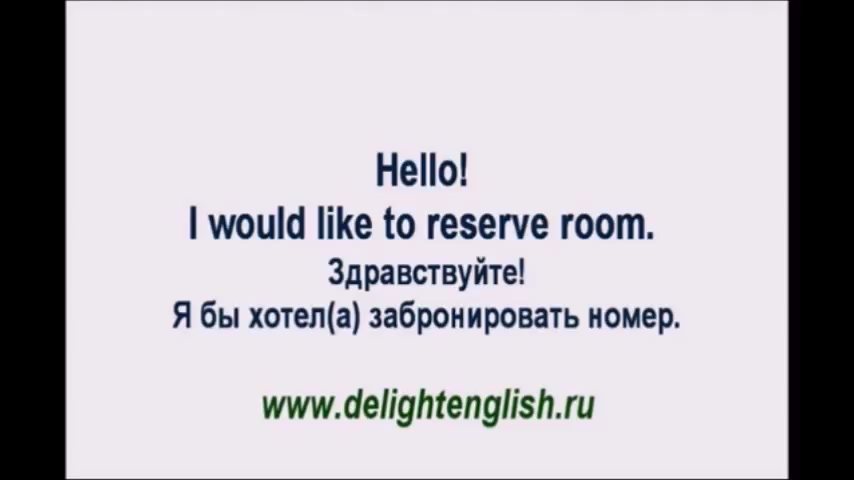 Hello!
I would like to reserve room.
Здравствуйте!
Я бы хотел(а) забронировать номер.
www.delightenglish.ru